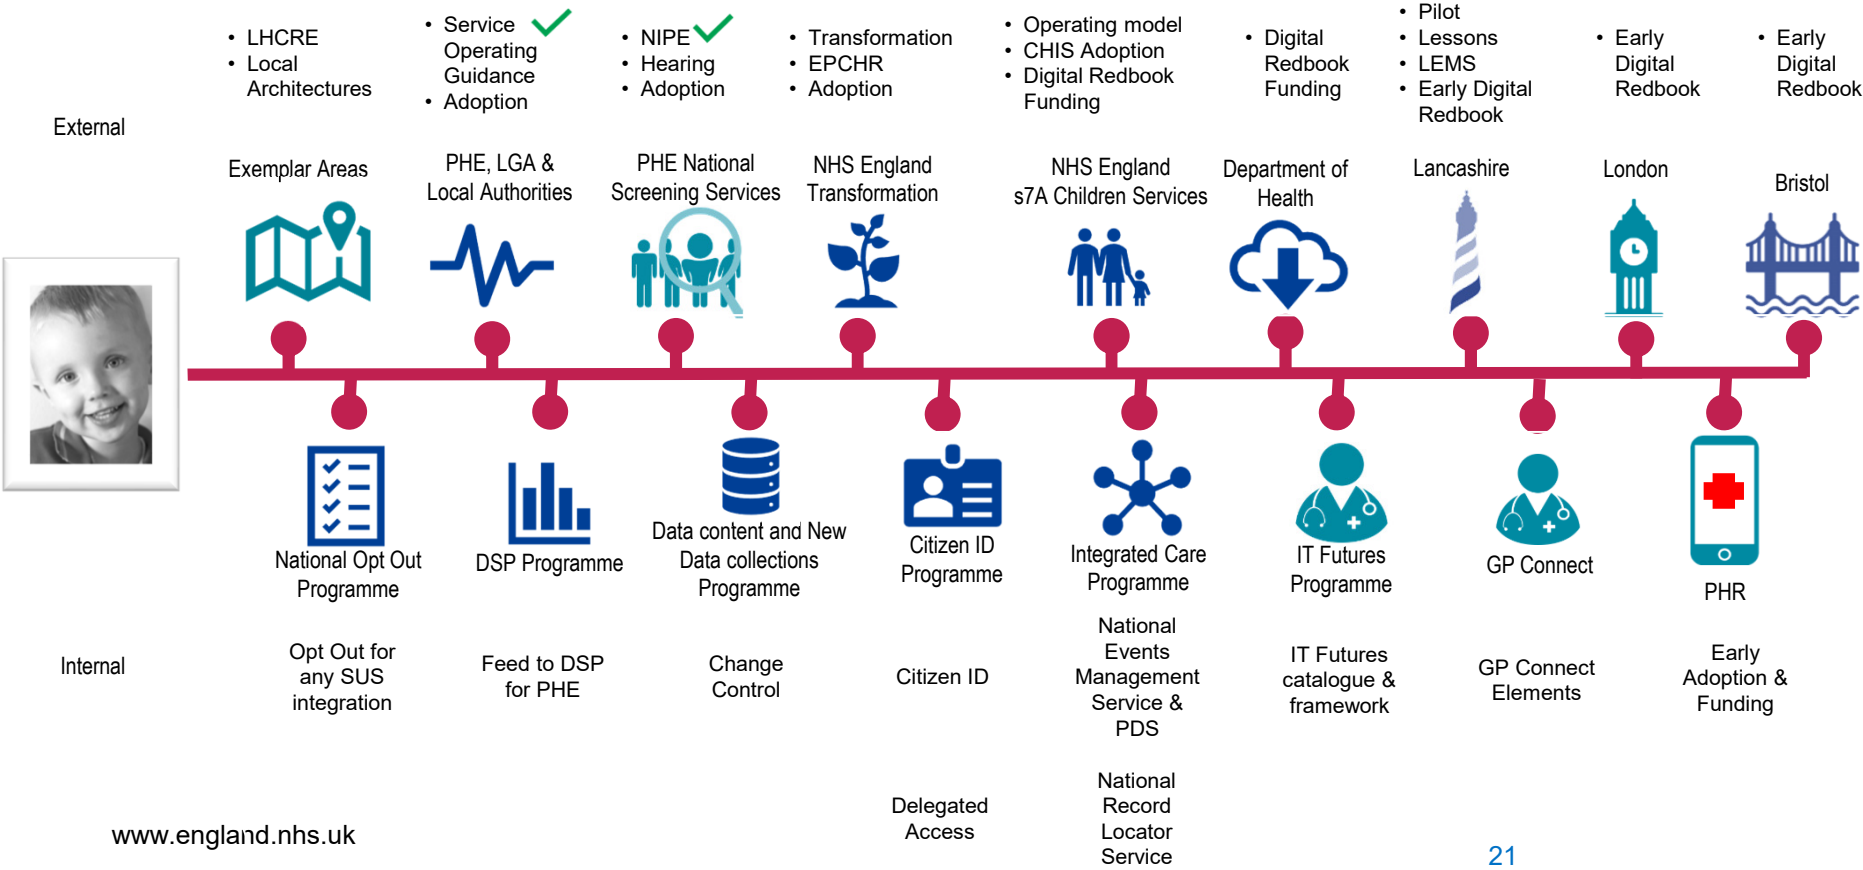 • LHCRE
• Local
Architectures
• Service
Operating
Guidance
• Adoption
• NIPE
• Hearing
• Adoption
• Transformation
• EPCHR
• Adoption
• Operating model
• CHIS Adoption
• Digital Redbook
Funding
• Digital
Redbook
Funding
• Pilot
• Lessons
• LEMS
• Early Digital
Redbook
• Early
Digital
Redbook
• Early
Digital
Redbook
External
Exemplar Areas
PHE, LGA &
Local Authorities
PHE National
Screening Services
NHS England
Transformation
NHS England
s7A Children Services
Department of
Health
Lancashire
London
Bristol
National Opt Out
Programme
DSP Programme
Data content and New
Data collections
Programme
Citizen ID
Programme
Integrated Care
Programme
IT Futures
Programme
GP Connect
PHR
Internal
Opt Out for
any SUS
integration
Feed to DSP
for PHE
Change
Control
Citizen ID
National
Events
Management
Service &
PDS
IT Futures
catalogue &
framework
GP Connect
Elements
Early
Adoption &
Funding
Delegated
Access
National
Record
Locator
Service
www.england.nhs.uk
21